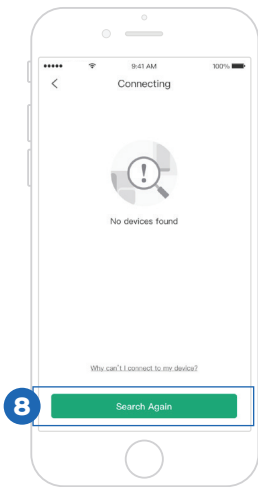 9:41 AM 100%
Connecting
No devices found
Why can't I connect to my device?
8
Search Again